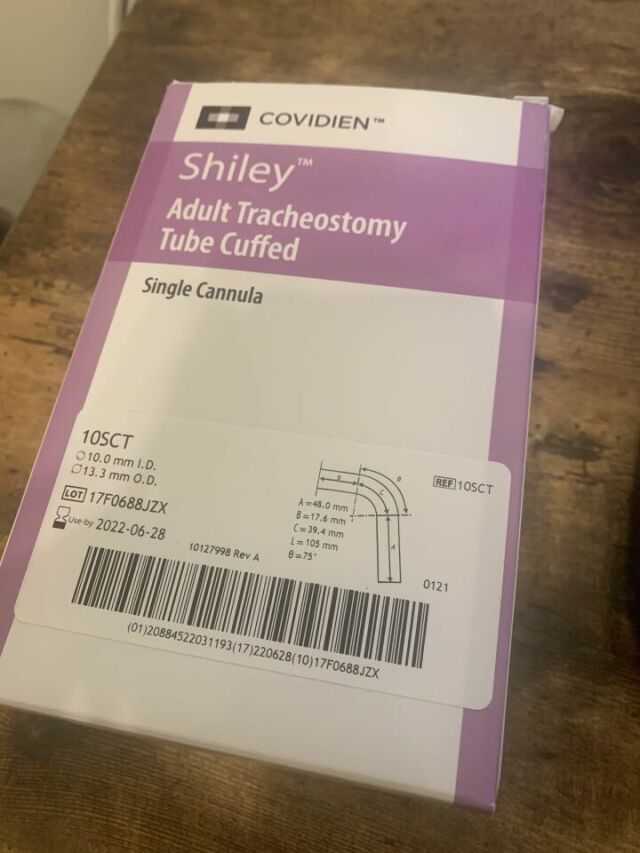 COVIDIEN™
Shiley™
Adult Tracheostomy
Tube Cuffed
Single Cannula
10SCT
10.0 mm I.D.
13.3 mm O.D.
LOT 17F0688JZX
Use-by 2022-06-28
10127998 Rev A
A=48.0 mm
B=17.6 mm
C=39.4 mm
L=105 mm
θ=75°
B
C
θ
A
REF 10SCT
0121
(01)20884522031193(17)220628(10)17F0688JZX